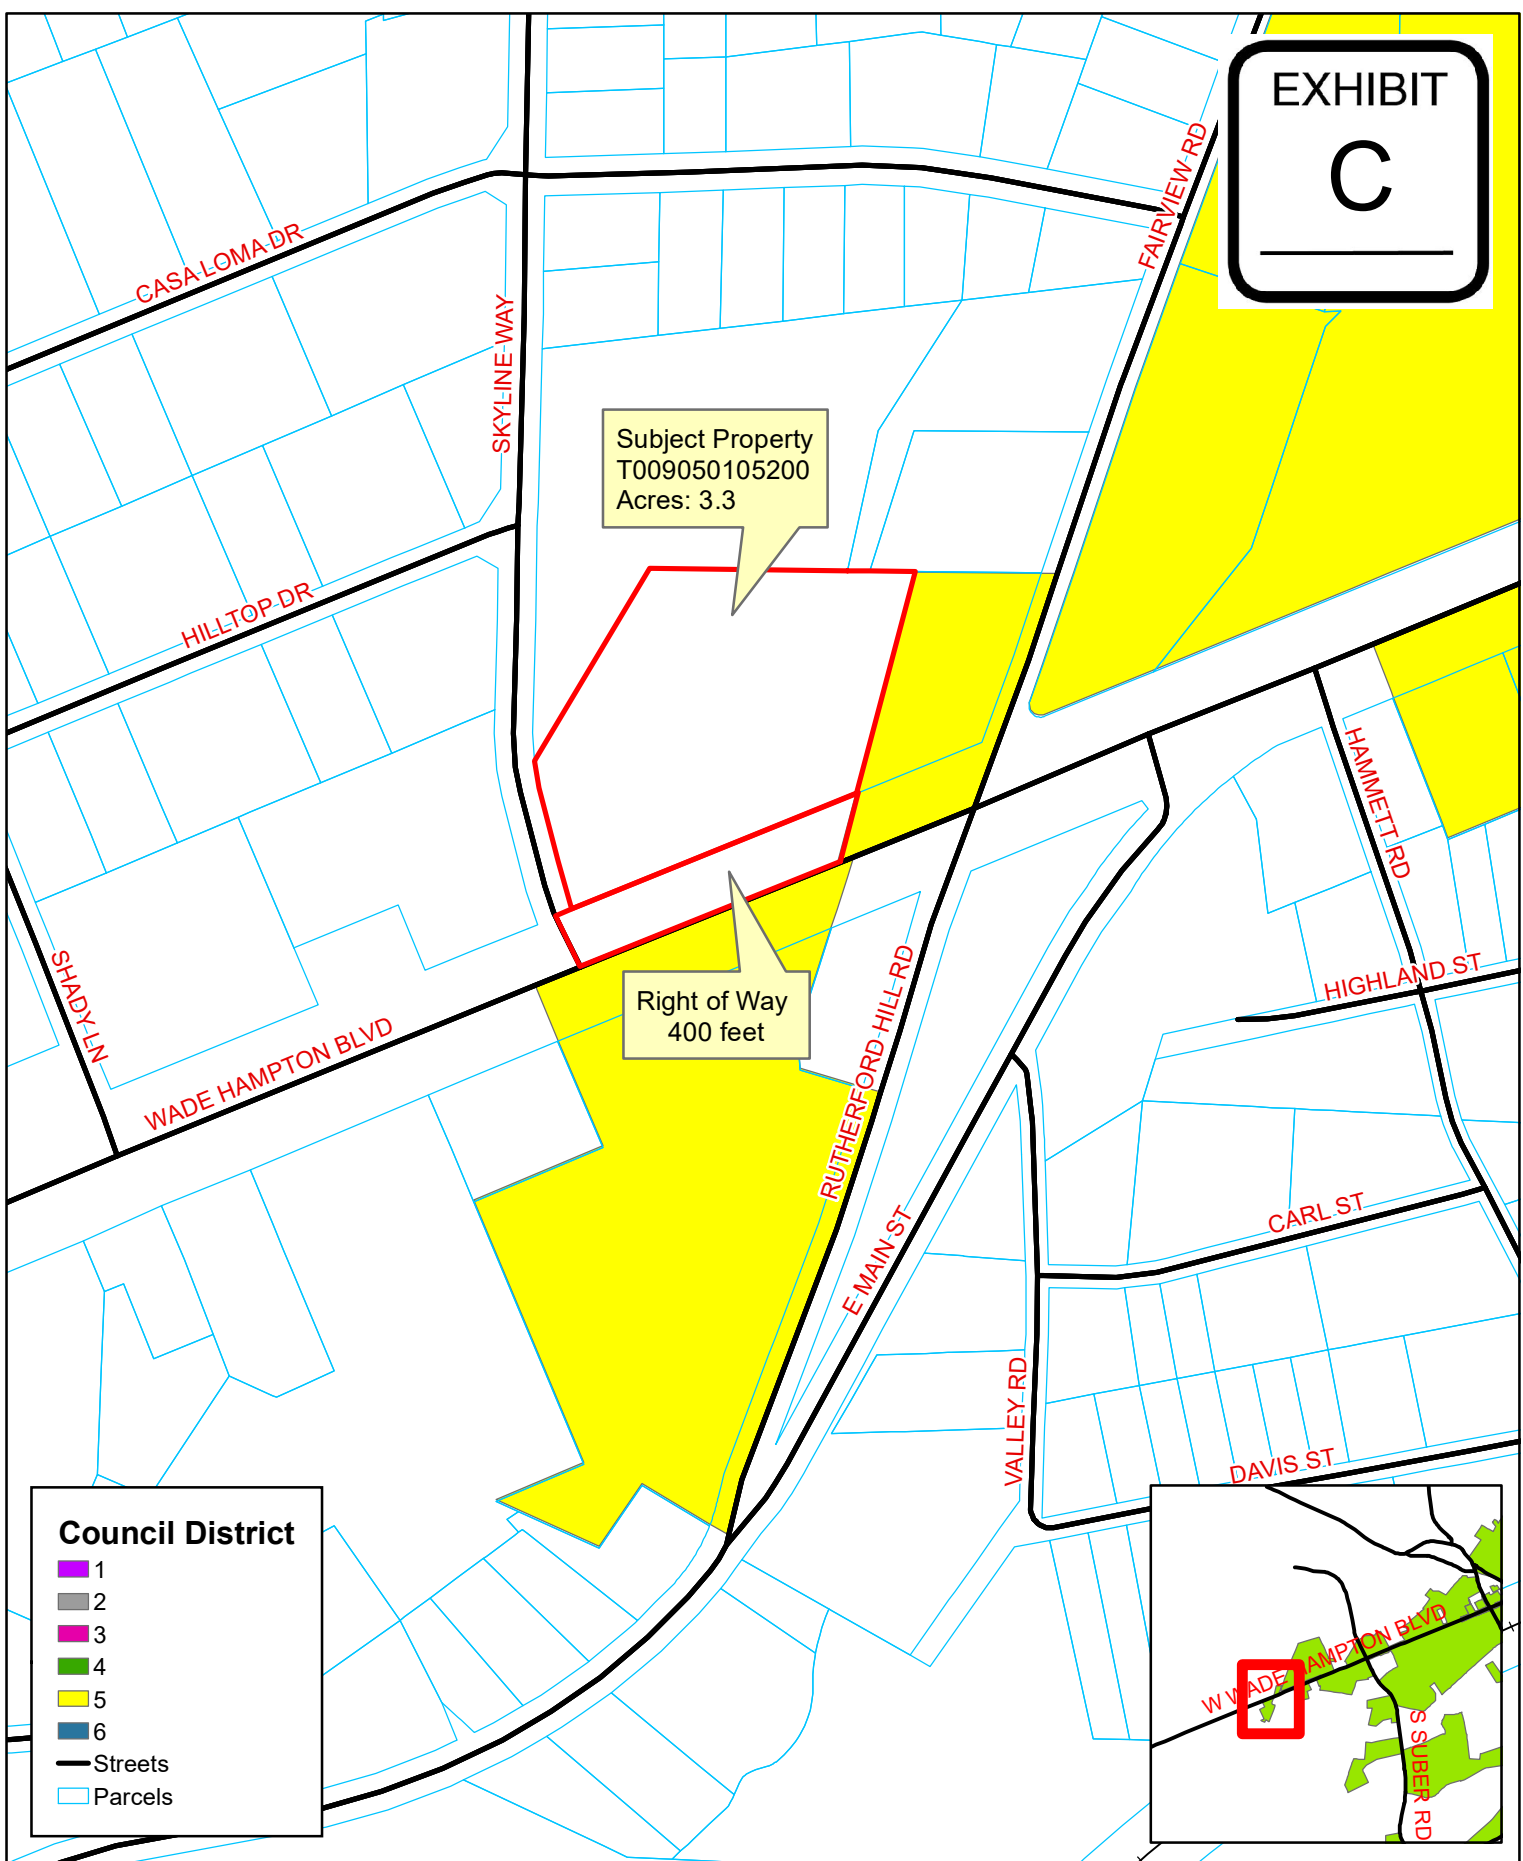 EXHIBIT
C
FAIRVIEW RD
CASA LOMA DR
SKYLINE WAY
Subject Property
T009050105200
Acres: 3.3
HILLTOP DR
HAMMETT RD
SHADY LN
Right of Way
400 feet
RUTHERFORD HILL RD
HIGHLAND ST
WADE HAMPTON BLVD
CARL ST
E MAIN ST
VALLEY RD
DAVIS ST
Council District
1
2
3
4
5
6
Streets
Parcels
W WADE HAMPTON BLVD
S SUBER RD